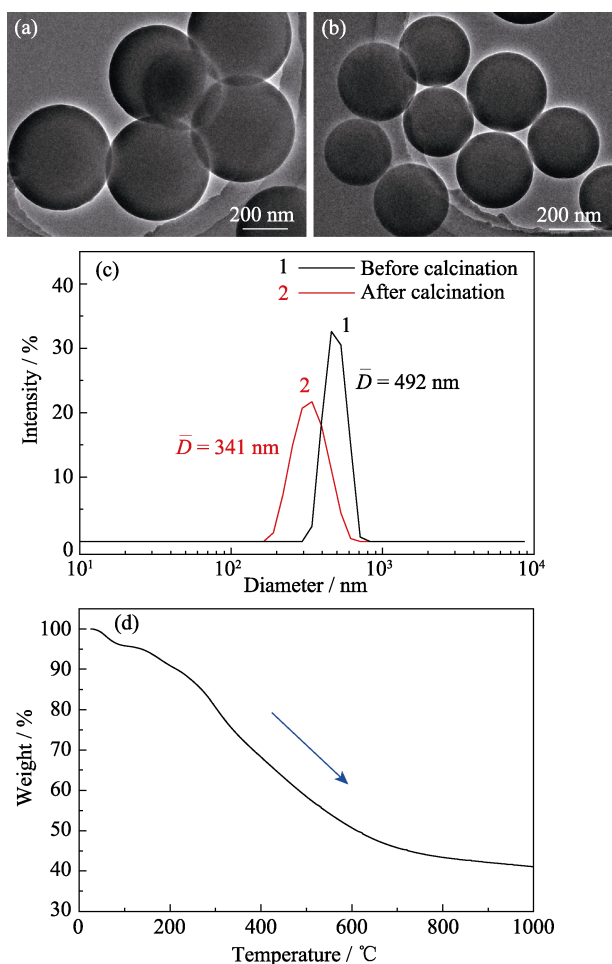 (a)
200 nm
(b)
200 nm
(c)
1 Before calcination
2 After calcination
1
2
D̅ = 492 nm
D̅ = 341 nm
40
30
20
10
0
Intensity / %
10¹ 10² 10³ 10⁴
Diameter / nm
(d)
100
90
80
70
60
50
40
30
Weight / %
0 200 400 600 800 1000
Temperature / ℃